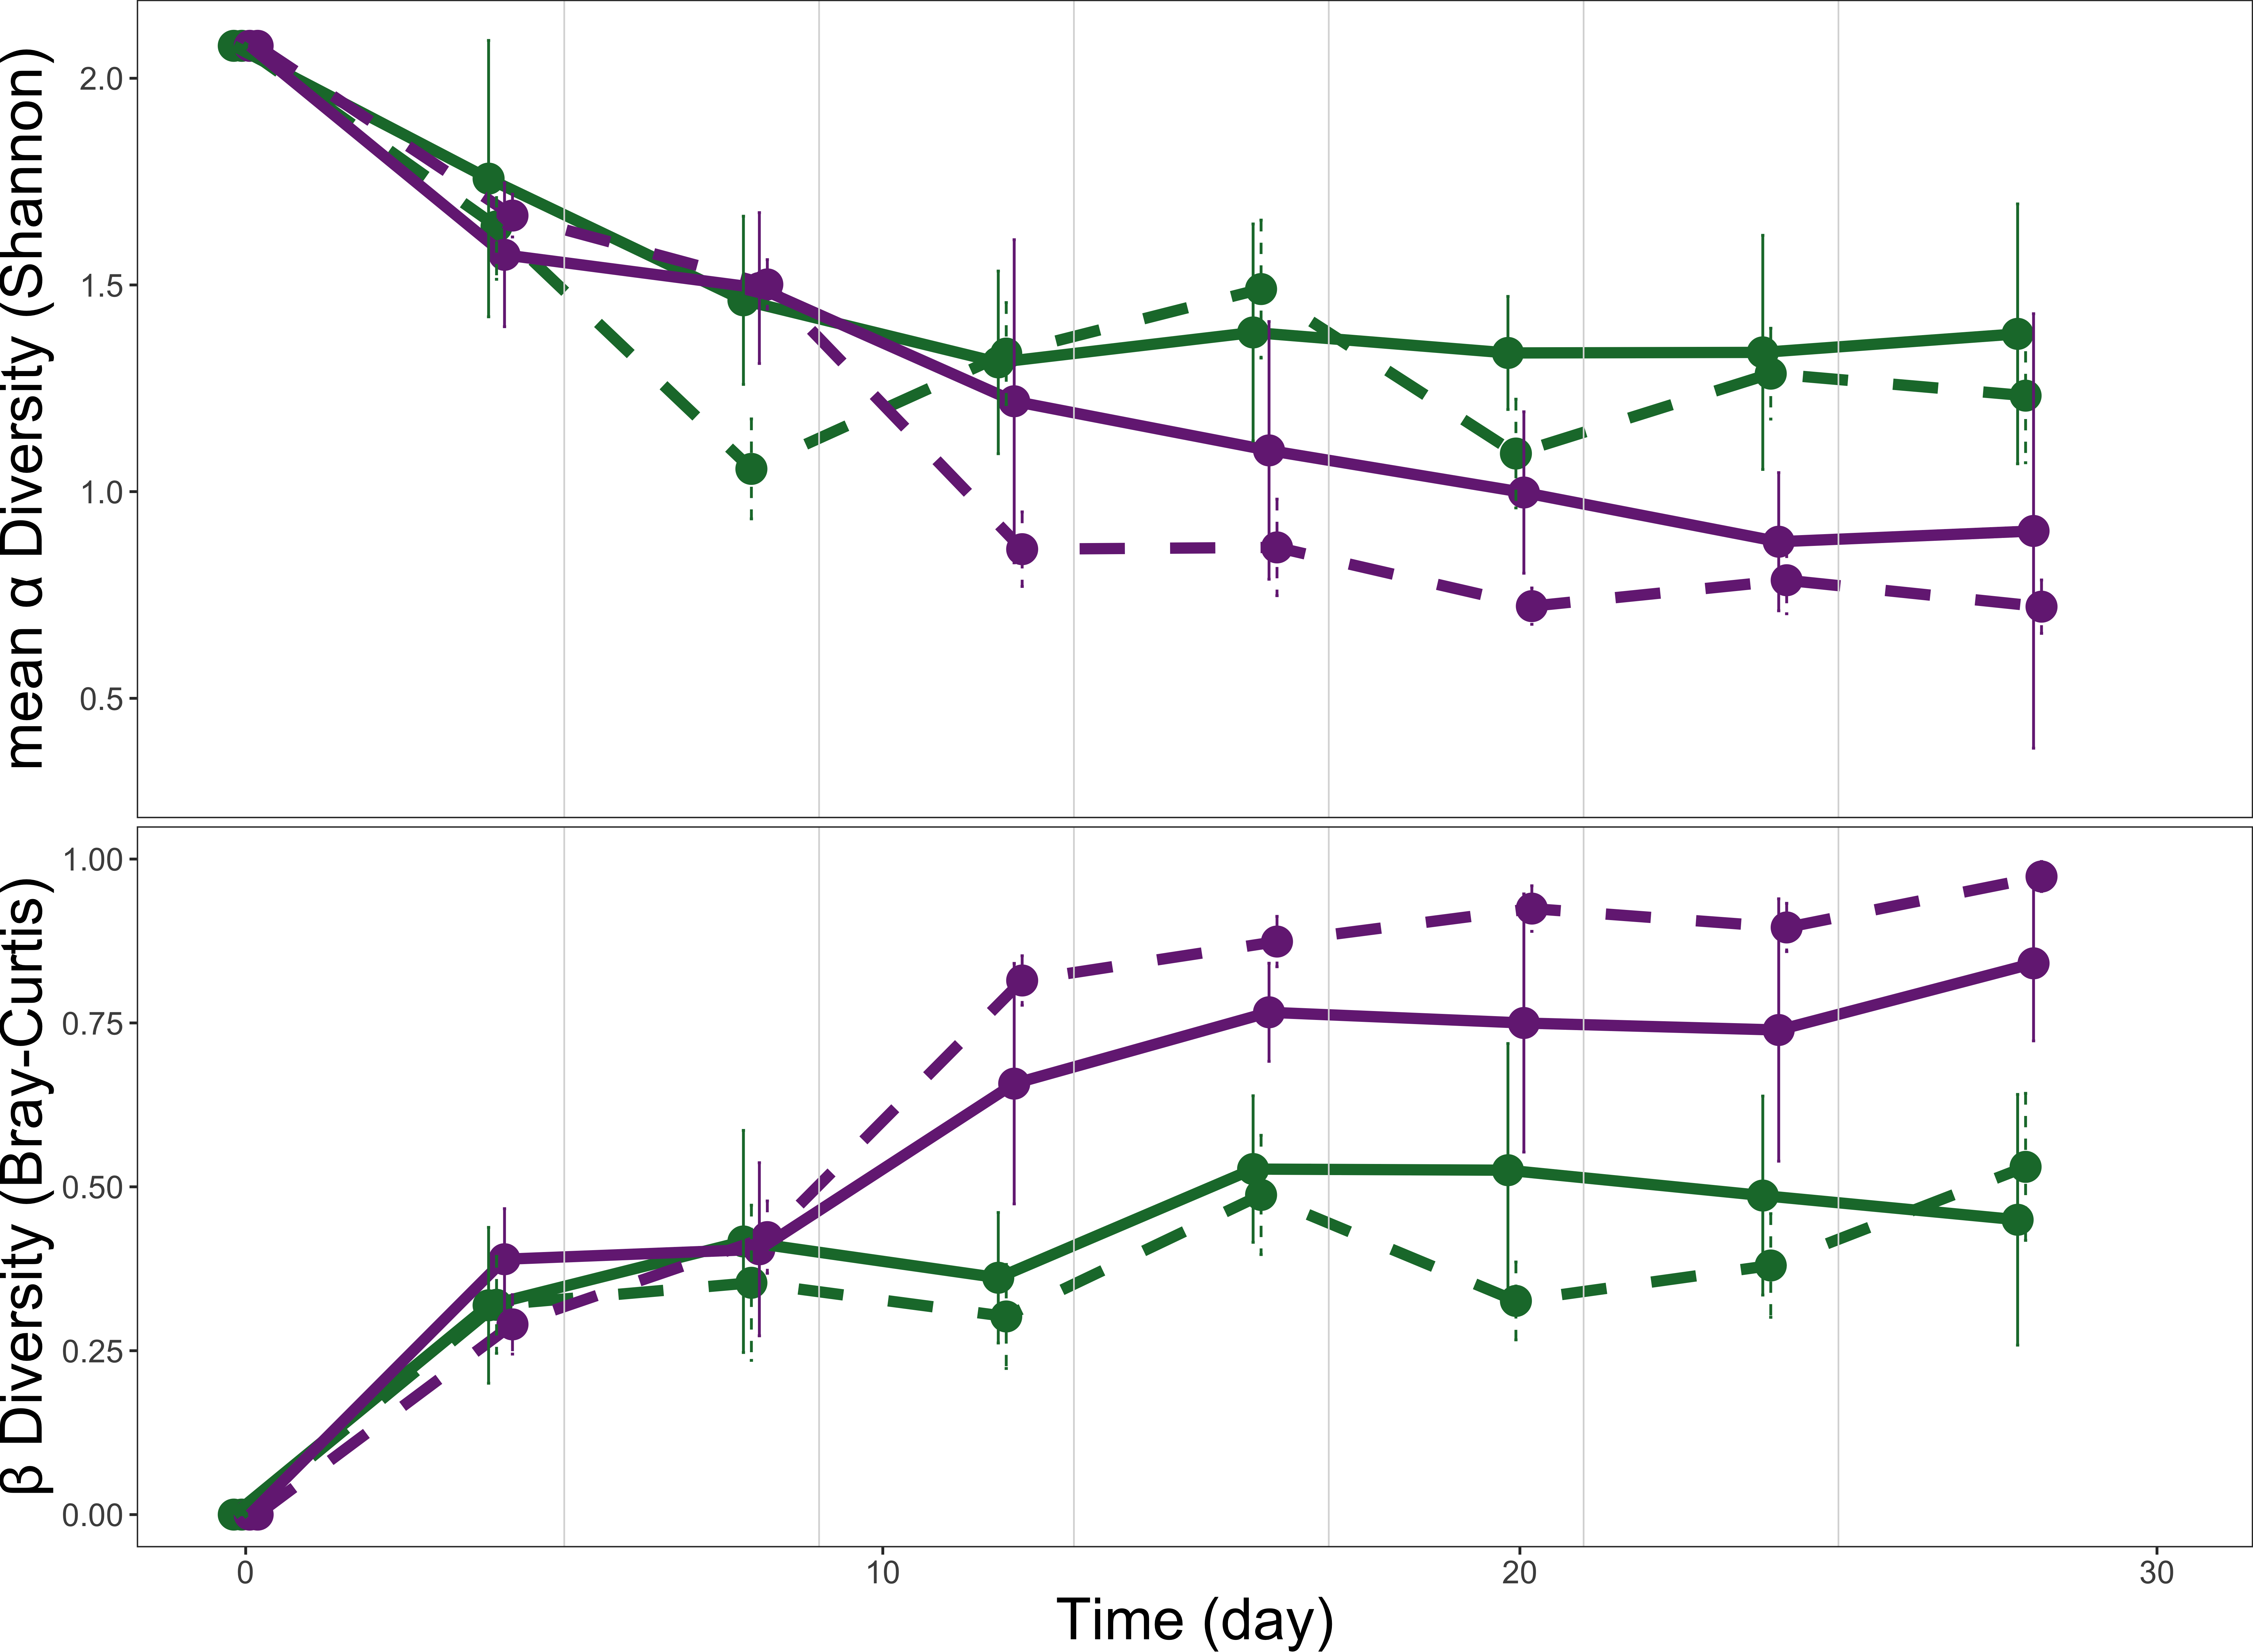 mean α Diversity (Shannon)
2.0
1.5
1.0
0.5
β Diversity (Bray-Curtis)
1.00
0.75
0.50
0.25
0.00
0 10 20 30
Time (day)